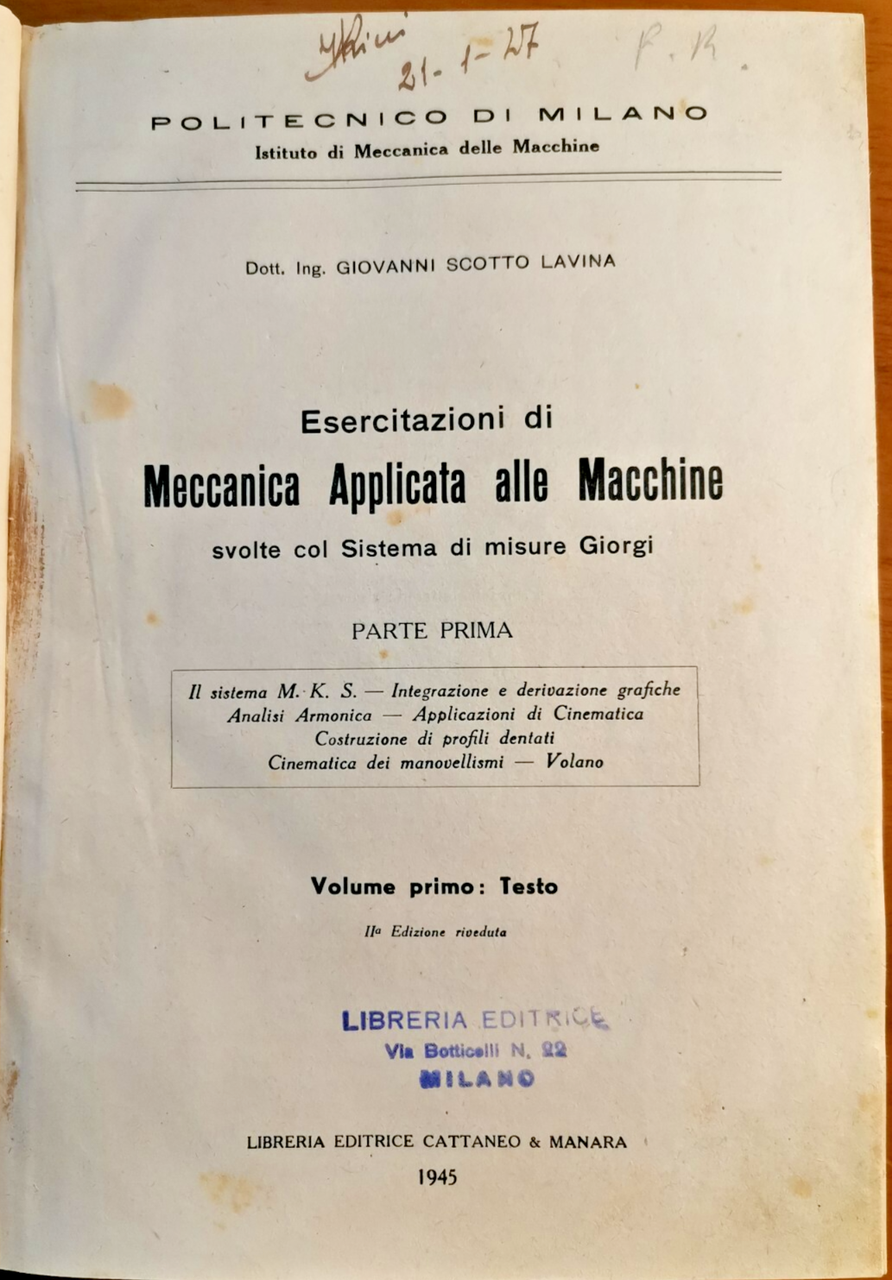 21-1-47
P. R.
POLITECNICO DI MILANO
Istituto di Meccanica delle Macchine
Dott. Ing. GIOVANNI SCOTTO LAVINA
Esercitazioni di
Meccanica Applicata alle Macchine
svolte col Sistema di misure Giorgi
PARTE PRIMA
Il sistema M. K. S. — Integrazione e derivazione grafiche
Analisi Armonica — Applicazioni di Cinematica
Costruzione di profili dentati
Cinematica dei manovellismi — Volano
Volume primo: Testo
IIª Edizione riveduta
LIBRERIA EDITRICE
Via Botticelli N. 22
MILANO
LIBRERIA EDITRICE CATTANEO & MANARA
1945